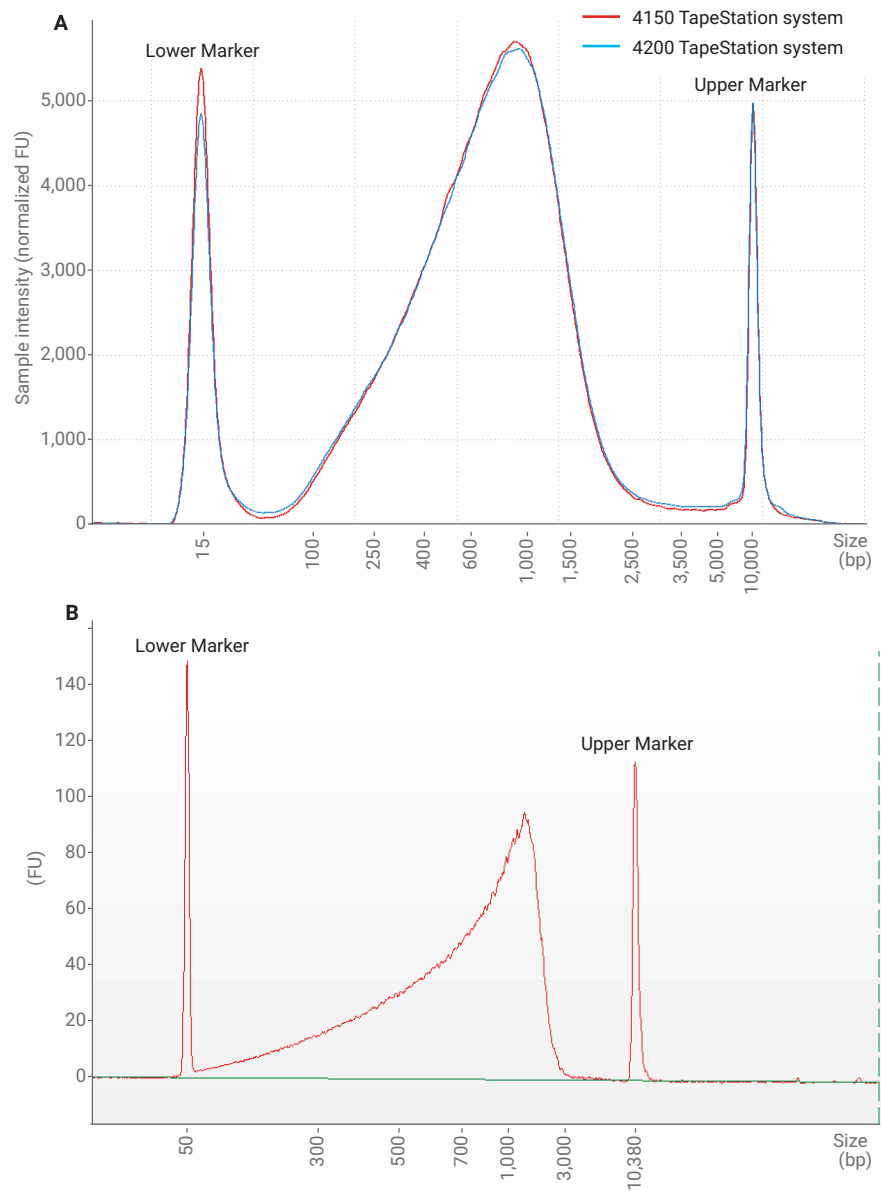 A
4150 TapeStation system
4200 TapeStation system
Lower Marker
Upper Marker
Sample intensity (normalized FU)
5,000
4,000
3,000
2,000
1,000
0
15
100
250
400
600
1,000
1,500
2,500
3,500
5,000
10,000
Size
(bp)
B
Lower Marker
Upper Marker
(FU)
140
120
100
80
60
40
20
0
50
300
500
700
1,000
3,000
10,380
Size
(bp)